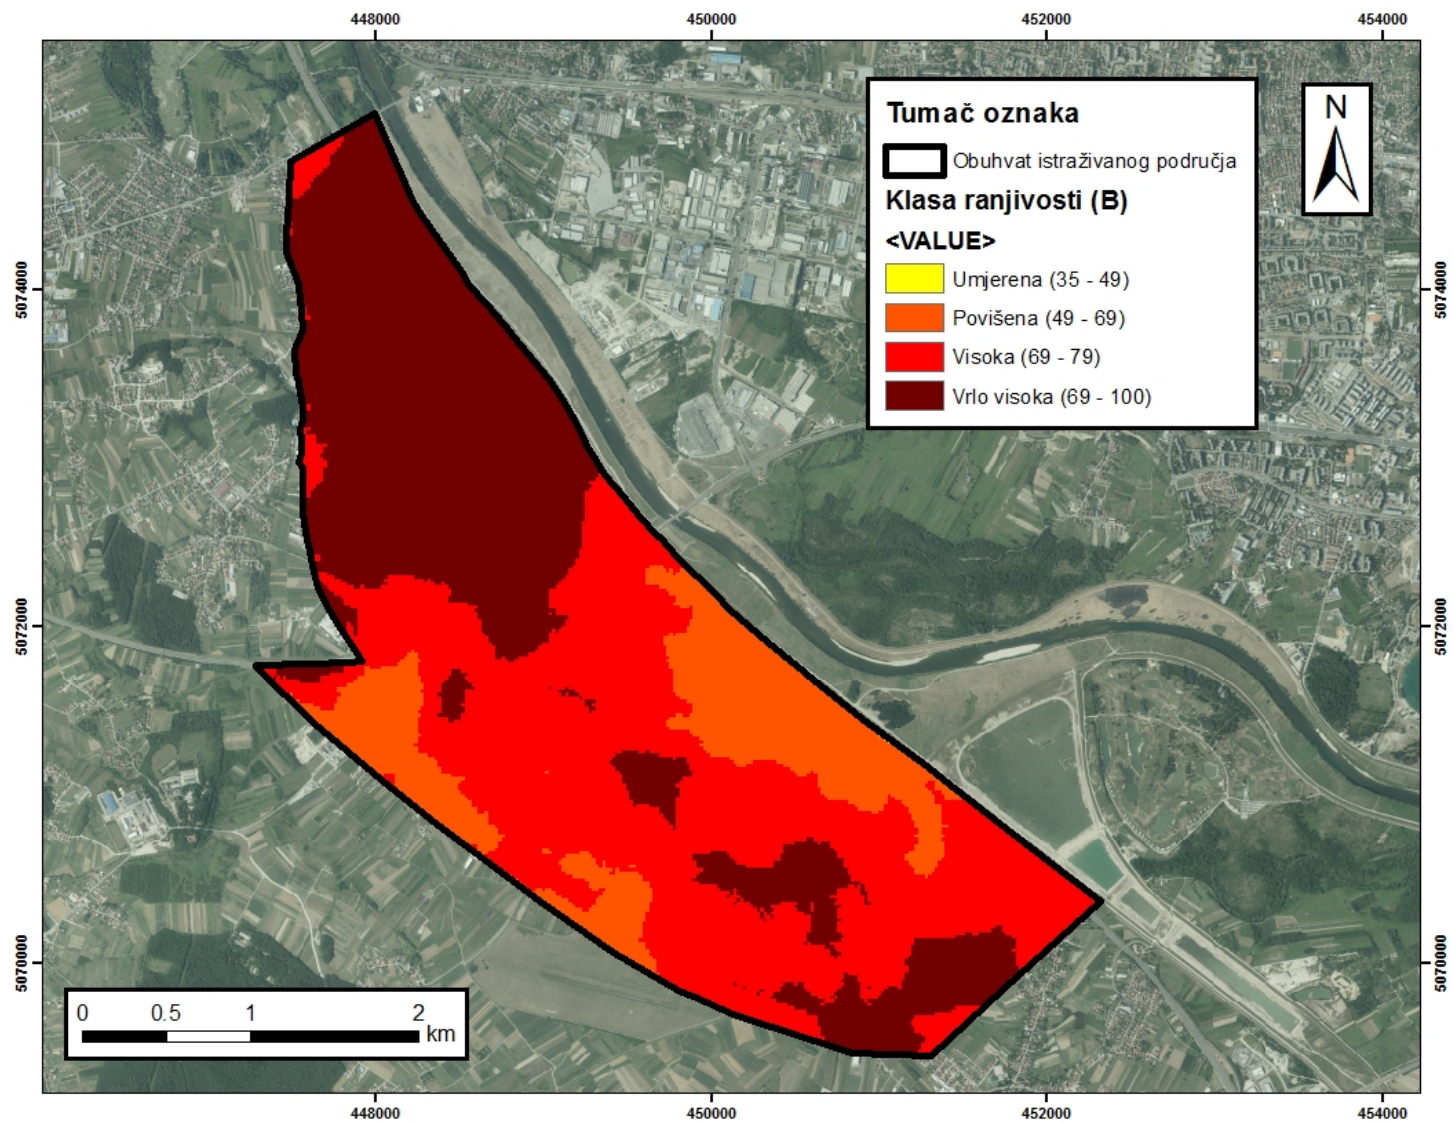 448000
450000
452000
454000
Tumač oznaka
Obuhvat istraživanog područja
Klasa ranjivosti (B)
<VALUE>
Umjerena (35 - 49)
Povišena (49 - 69)
Visoka (69 - 79)
Vrlo visoka (69 - 100)
N
5074000
5074000
5072000
5072000
5070000
5070000
0
0.5
1
2
km
448000
450000
452000
454000